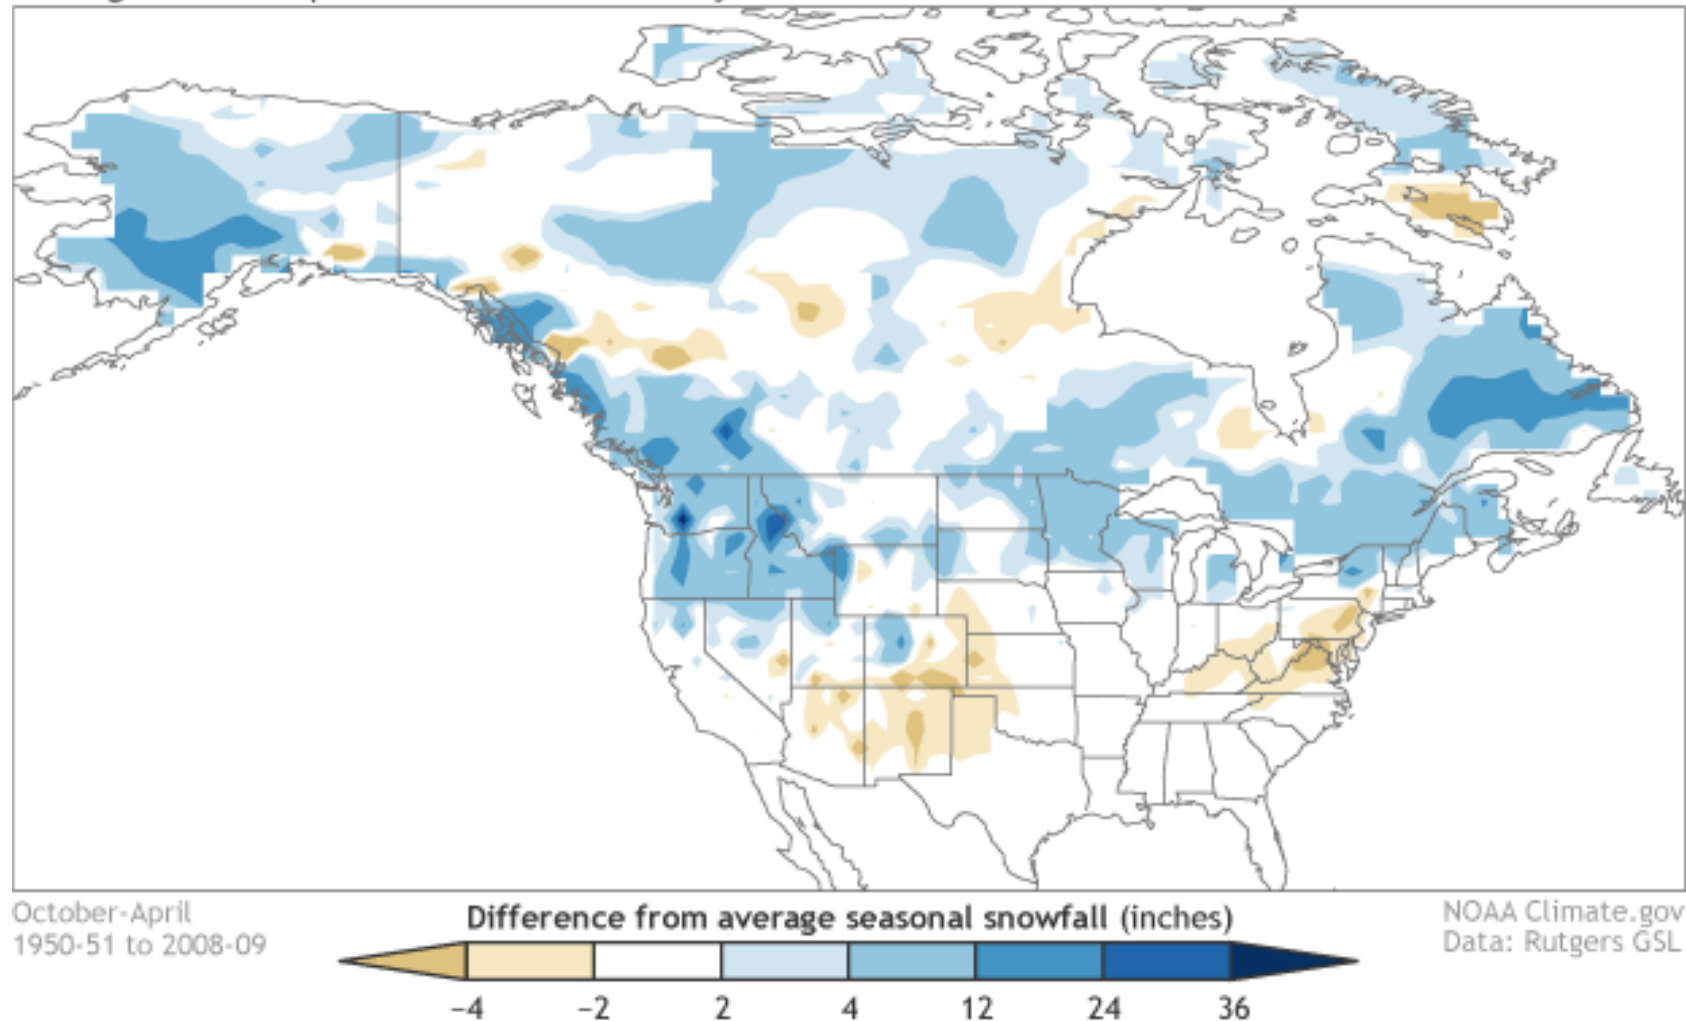 October-April
1950-51 to 2008-09
Difference from average seasonal snowfall (inches)
NOAA Climate.gov
Data: Rutgers GSL
−4 −2 2 4 12 24 36